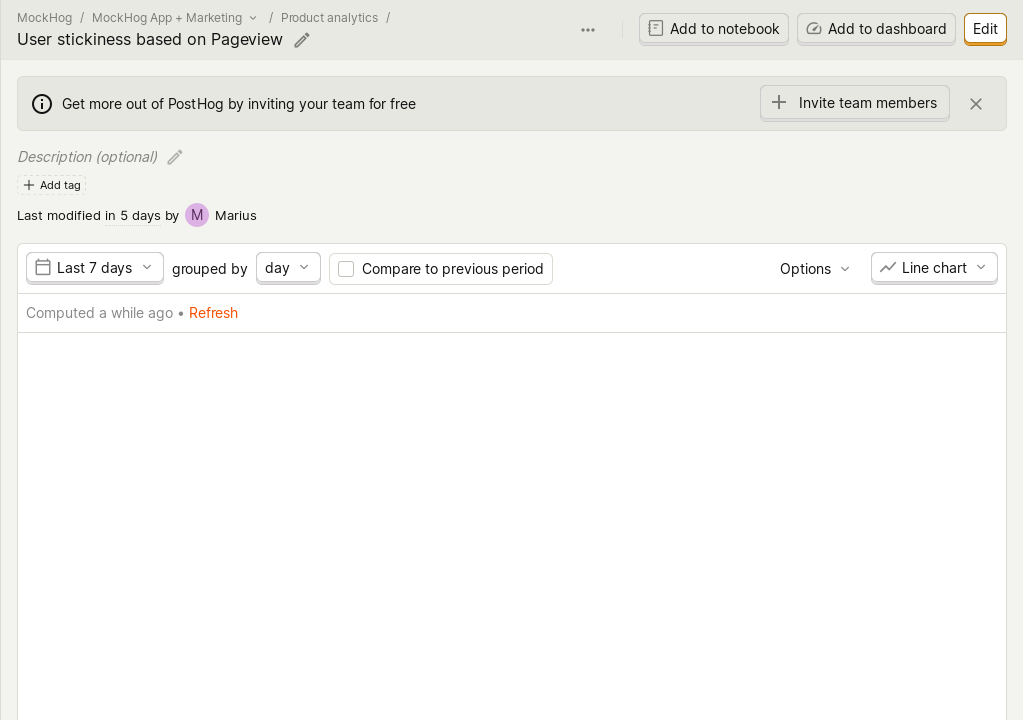 MockHog / MockHog App + Marketing / Product analytics /
User stickiness based on Pageview
Add to notebook
Add to dashboard
Edit
Get more out of PostHog by inviting your team for free
Invite team members
Description (optional)
Add tag
Last modified in 5 days by M Marius
Last 7 days grouped by day Compare to previous period Options Line chart
Computed a while ago • Refresh